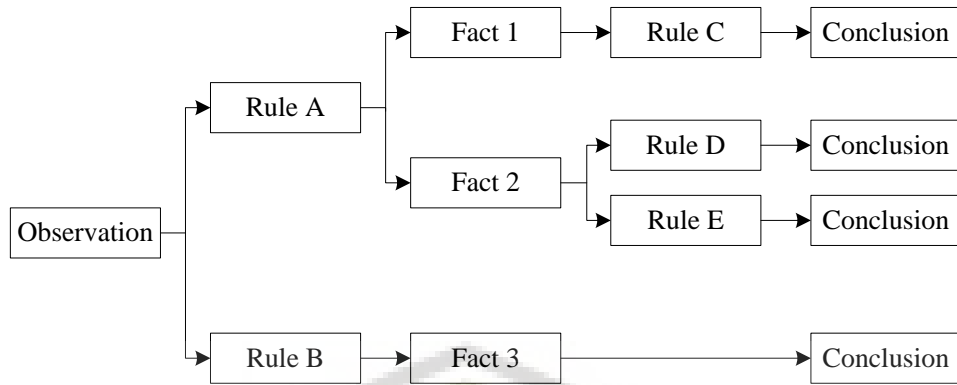 Fact 1
Rule C
Conclusion
Rule A
Rule D
Conclusion
Fact 2
Observation
Rule E
Conclusion
Rule B
Fact 3
Conclusion